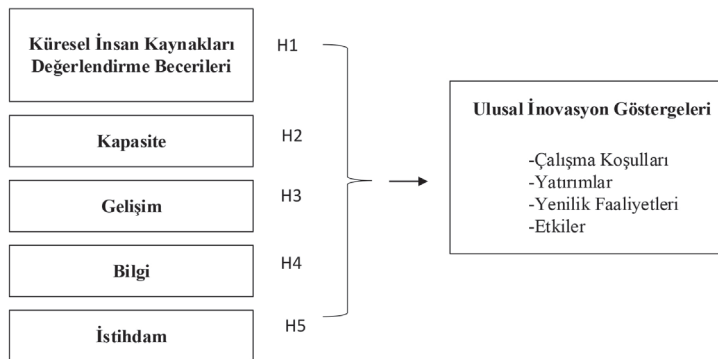 Küresel İnsan Kaynakları
Değerlendirme Becerileri
H1
Kapasite
H2
Gelişim
H3
Bilgi
H4
İstihdam
H5
Ulusal İnovasyon Göstergeleri
-Çalışma Koşulları
-Yatırımlar
-Yenilik Faaliyetleri
-Etkiler